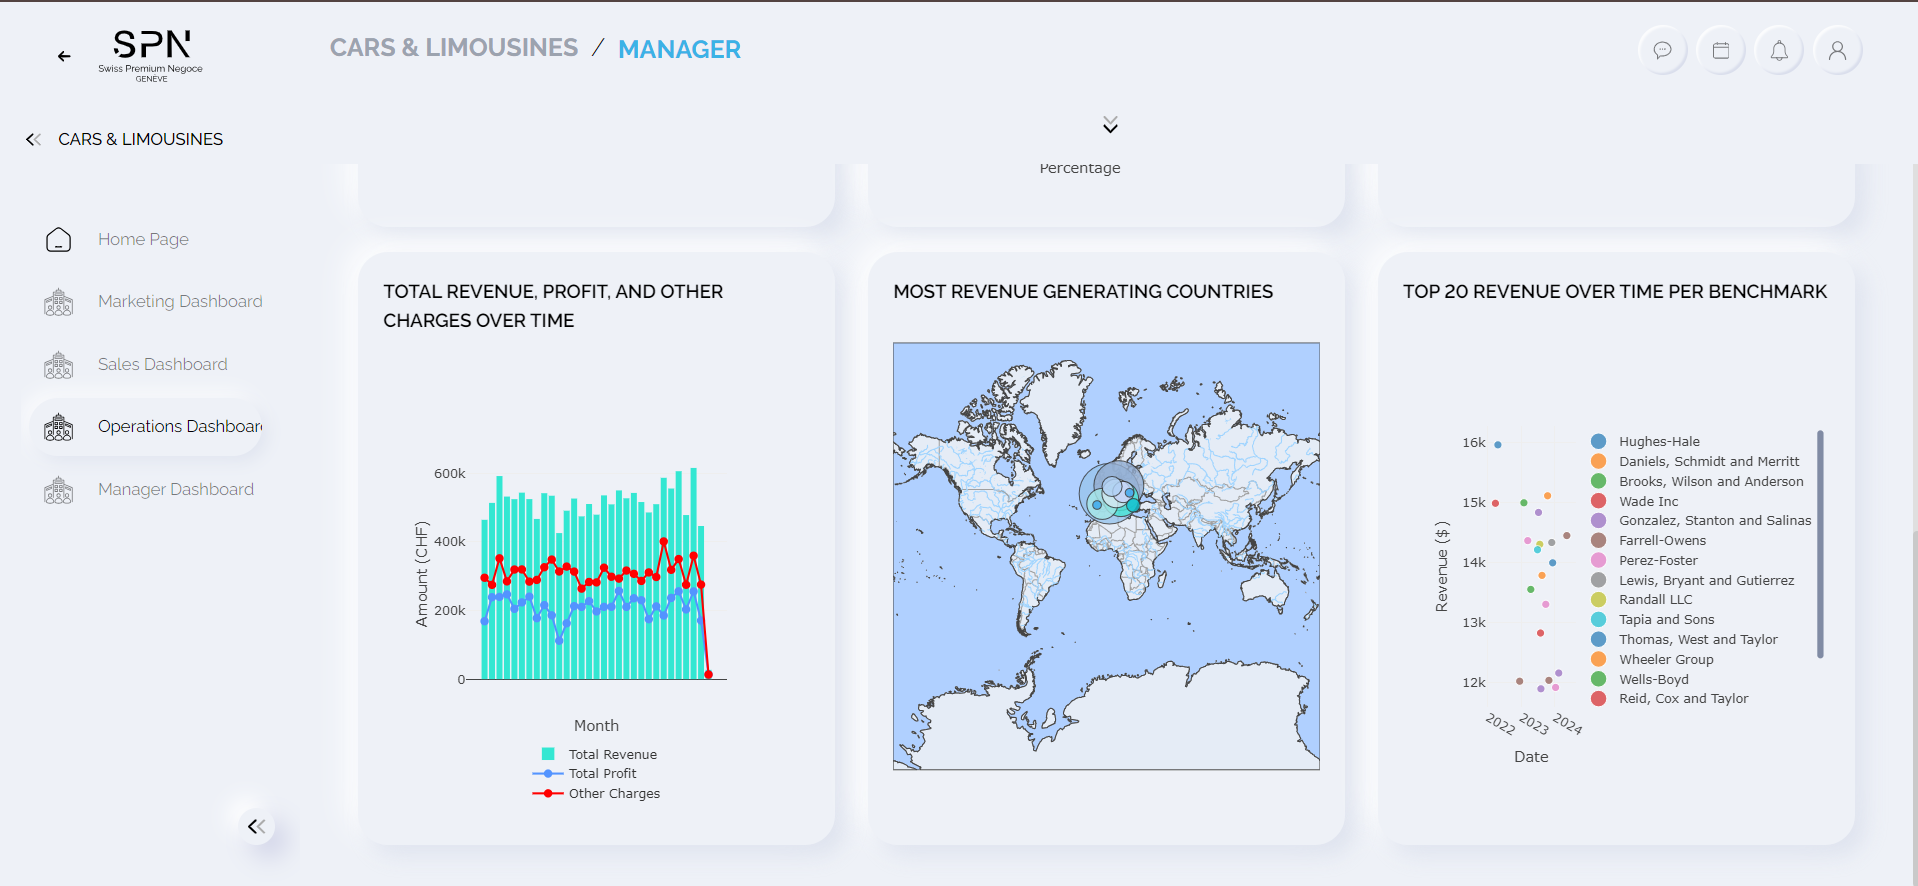 SPN
Swiss Premium Negoce
GENÈVE
CARS & LIMOUSINES / MANAGER
CARS & LIMOUSINES
Home Page
Marketing Dashboard
Sales Dashboard
Operations Dashboar
Manager Dashboard
Percentage
TOTAL REVENUE, PROFIT, AND OTHER
CHARGES OVER TIME
600k
400k
200k
0
Amount (CHF)
Month
Total Revenue
Total Profit
Other Charges
MOST REVENUE GENERATING COUNTRIES
TOP 20 REVENUE OVER TIME PER BENCHMARK
16k
15k
14k
13k
12k
Revenue ($)
2022
2023
2024
Date
Hughes-Hale
Daniels, Schmidt and Merritt
Brooks, Wilson and Anderson
Wade Inc
Gonzalez, Stanton and Salinas
Farrell-Owens
Perez-Foster
Lewis, Bryant and Gutierrez
Randall LLC
Tapia and Sons
Thomas, West and Taylor
Wheeler Group
Wells-Boyd
Reid, Cox and Taylor